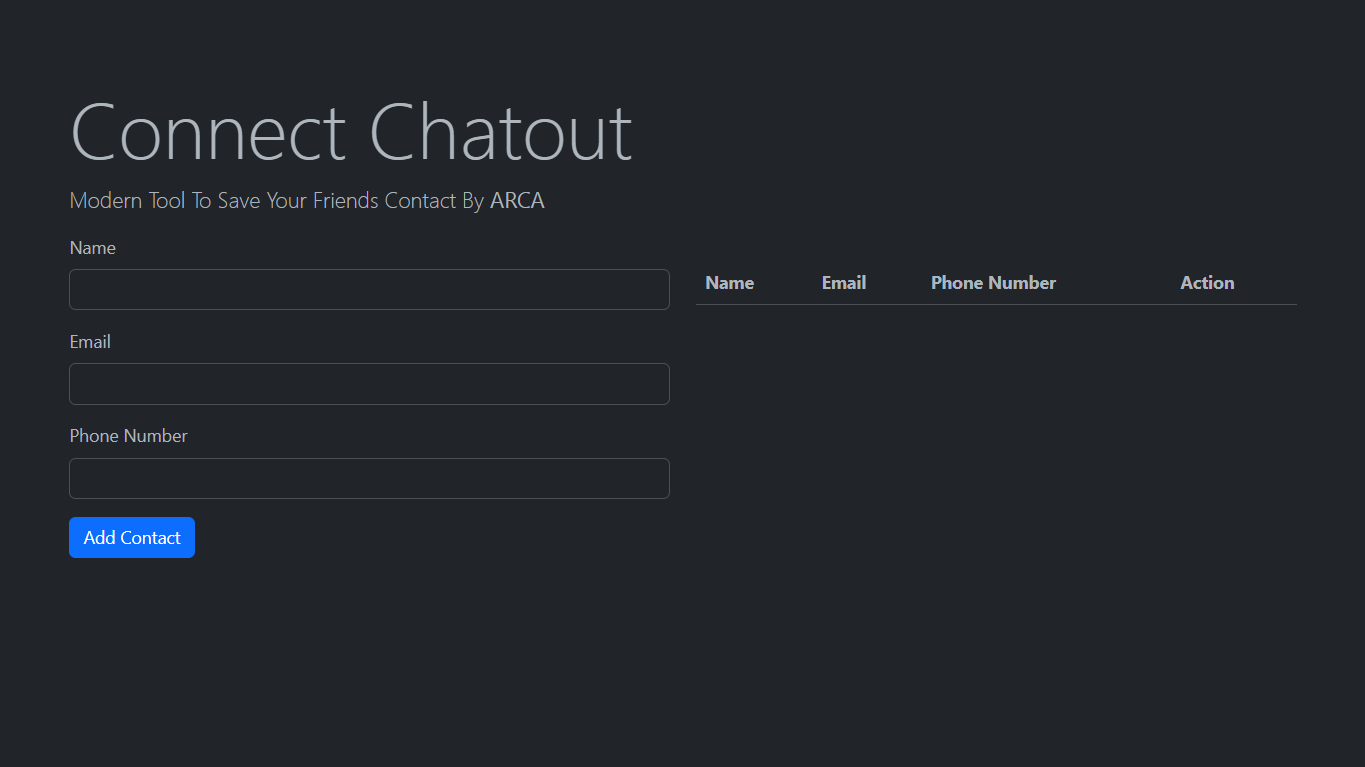 Connect Chatout
Modern Tool To Save Your Friends Contact By ARCA
Name
Email
Phone Number
Add Contact
Name Email Phone Number Action